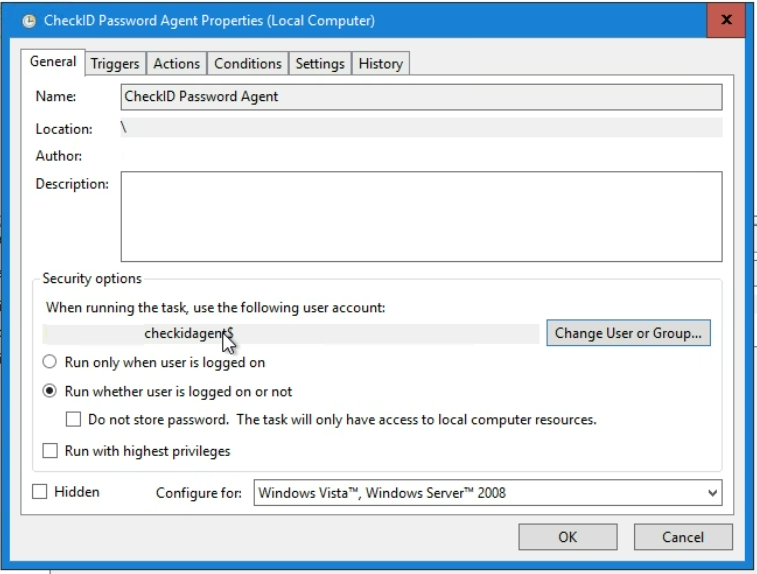 CheckID Password Agent Properties (Local Computer)
x
General Triggers Actions Conditions Settings History
Name: CheckID Password Agent
Location: \
Author:
Description:
Security options
When running the task, use the following user account:
checkidagent$ Change User or Group...
Run only when user is logged on
Run whether user is logged on or not
Do not store password. The task will only have access to local computer resources.
Run with highest privileges
Hidden Configure for: Windows Vista™, Windows Server™ 2008
OK Cancel